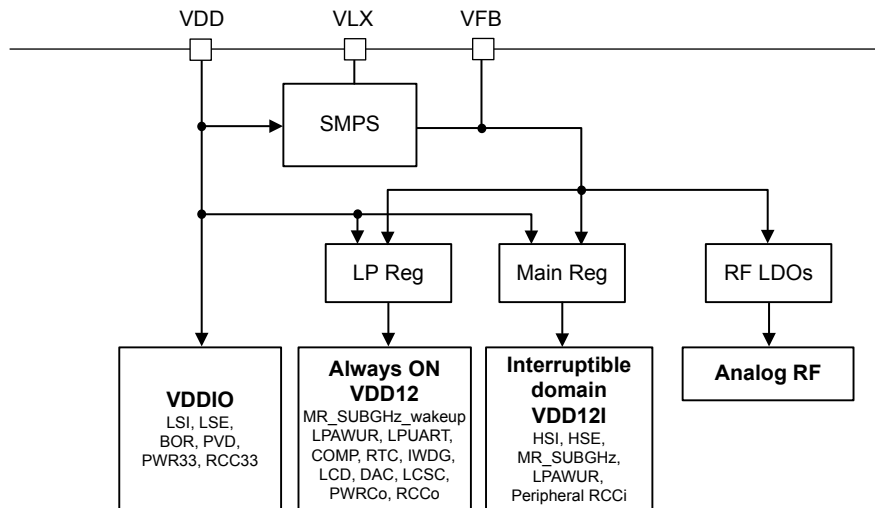 VDD VLX VFB
SMPS
LP Reg
Main Reg
RF LDOs
VDDIO
LSI, LSE,
BOR, PVD,
PWR33, RCC33
Always ON
VDD12
MR_SUBGHz_wakeup
LPAWUR, LPUART,
COMP, RTC, IWDG,
LCD, DAC, LCSC,
PWRCo, RCCo
Interruptible
domain
VDD12I
HSI, HSE,
MR_SUBGHz,
LPAWUR,
Peripheral RCCi
Analog RF